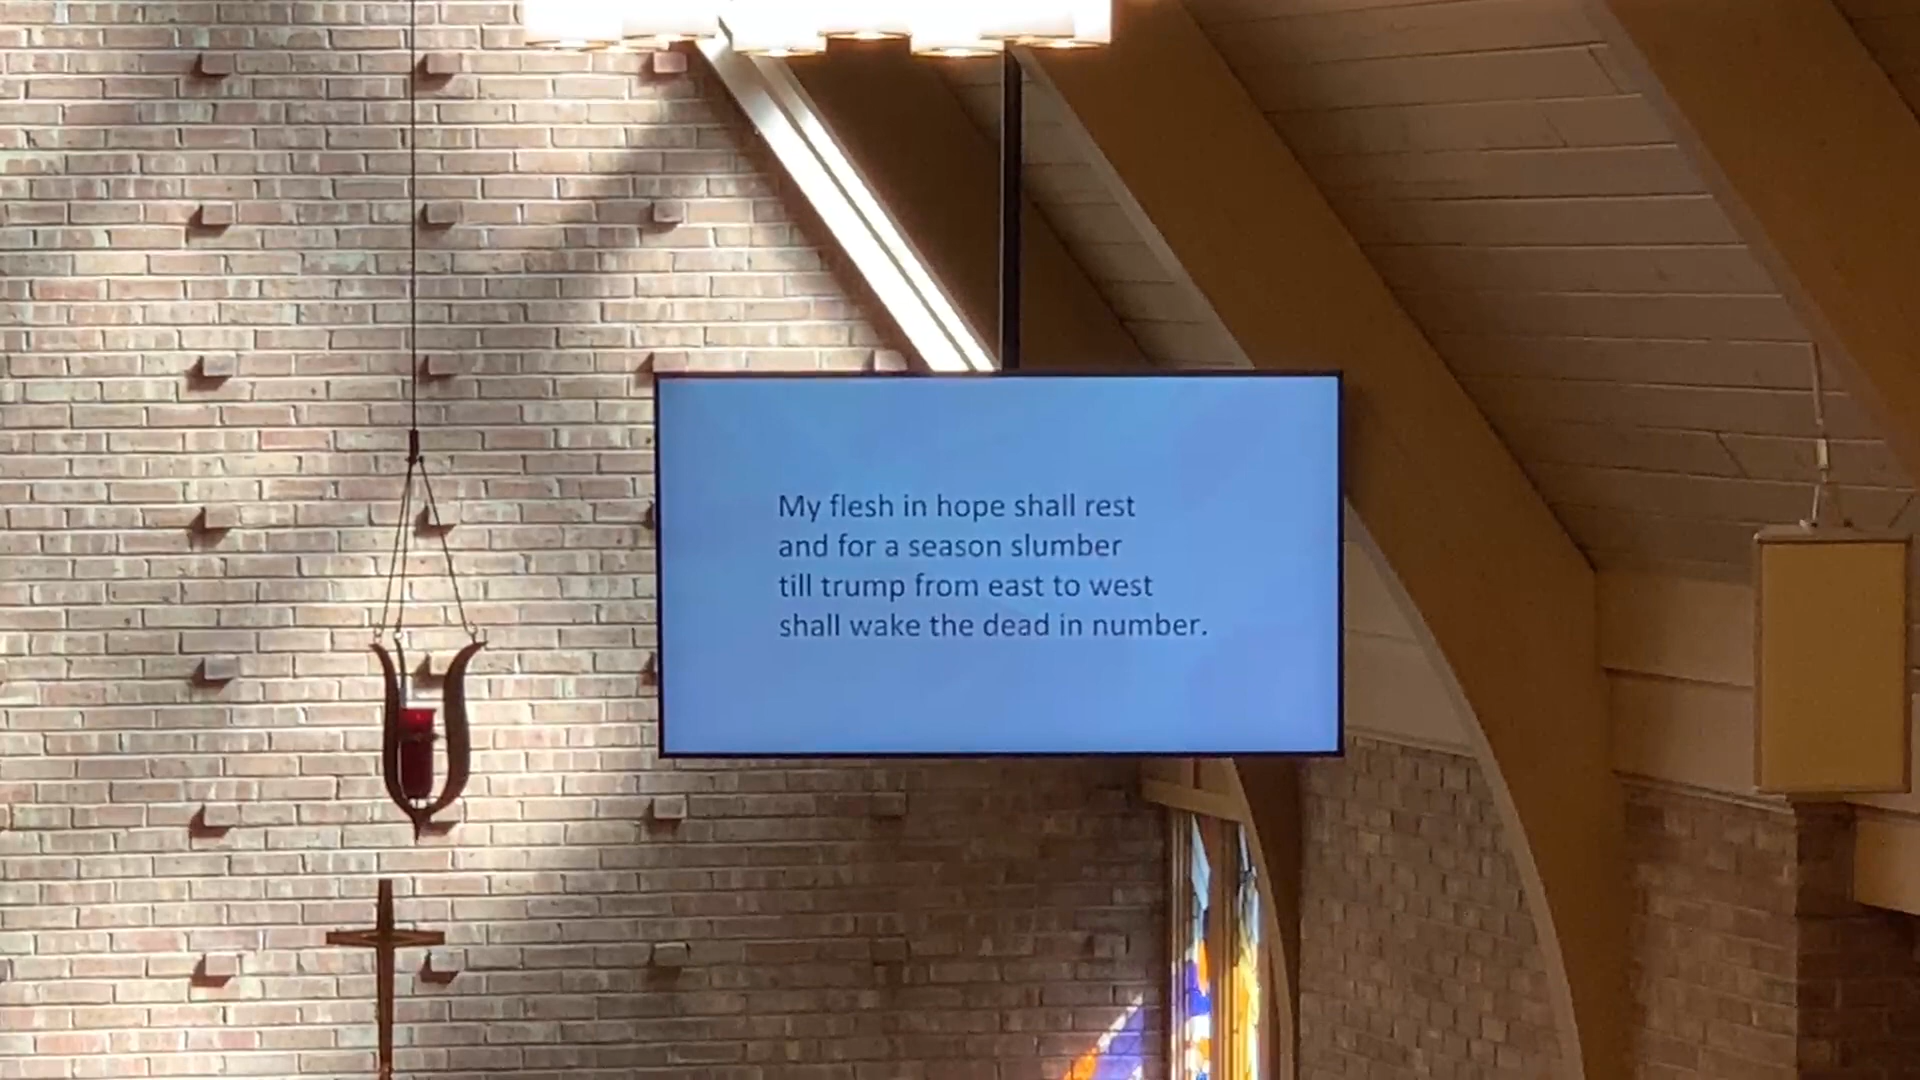 My flesh in hope shall rest
and for a season slumber
till trump from east to west
shall wake the dead in number.